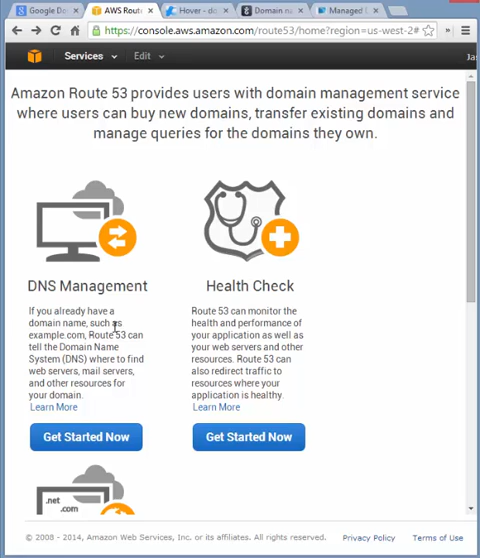 Google Do
AWS Rout
Hover - do
Domain na
Managed
https://console.aws.amazon.com/route53/home?region=us-west-2#
Services
Edit
Ja
Amazon Route 53 provides users with domain management service
where users can buy new domains, transfer existing domains and
manage queries for the domains they own.
DNS Management
If you already have a
domain name, such as
example.com, Route 53 can
tell the Domain Name
System (DNS) where to find
web servers, mail servers,
and other resources for
your domain.
Learn More
Get Started Now
Health Check
Route 53 can monitor the
health and performance of
your application as well as
your web servers and other
resources. Route 53 can
also redirect traffic to
resources where your
application is healthy.
Learn More
Get Started Now
.net
.com
© 2008 - 2014, Amazon Web Services, Inc. or its affiliates. All rights reserved.
Privacy Policy
Terms of Use